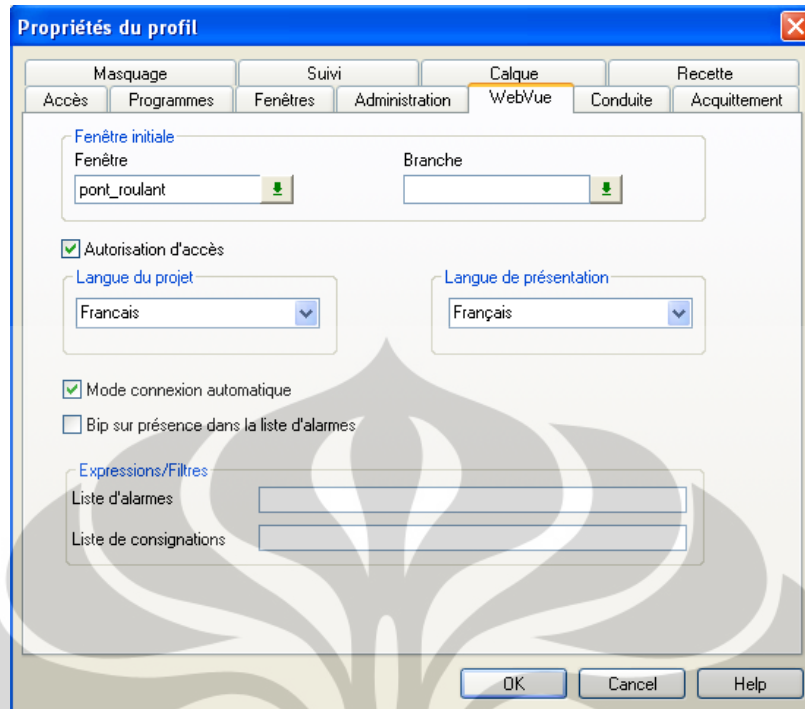 Propriétés du profil
Masquage Suivi Calque Recette
Accès Programmes Fenêtres Administration WebVue Conduite Acquittement
Fenêtre initiale
Fenêtre Branche
pont_roulant
Autorisation d'accès
Langue du projet Langue de présentation
Francais Français
Mode connexion automatique
Bip sur présence dans la liste d'alarmes
Expressions/Filtres
Liste d'alarmes
Liste de consignations
OK Cancel Help